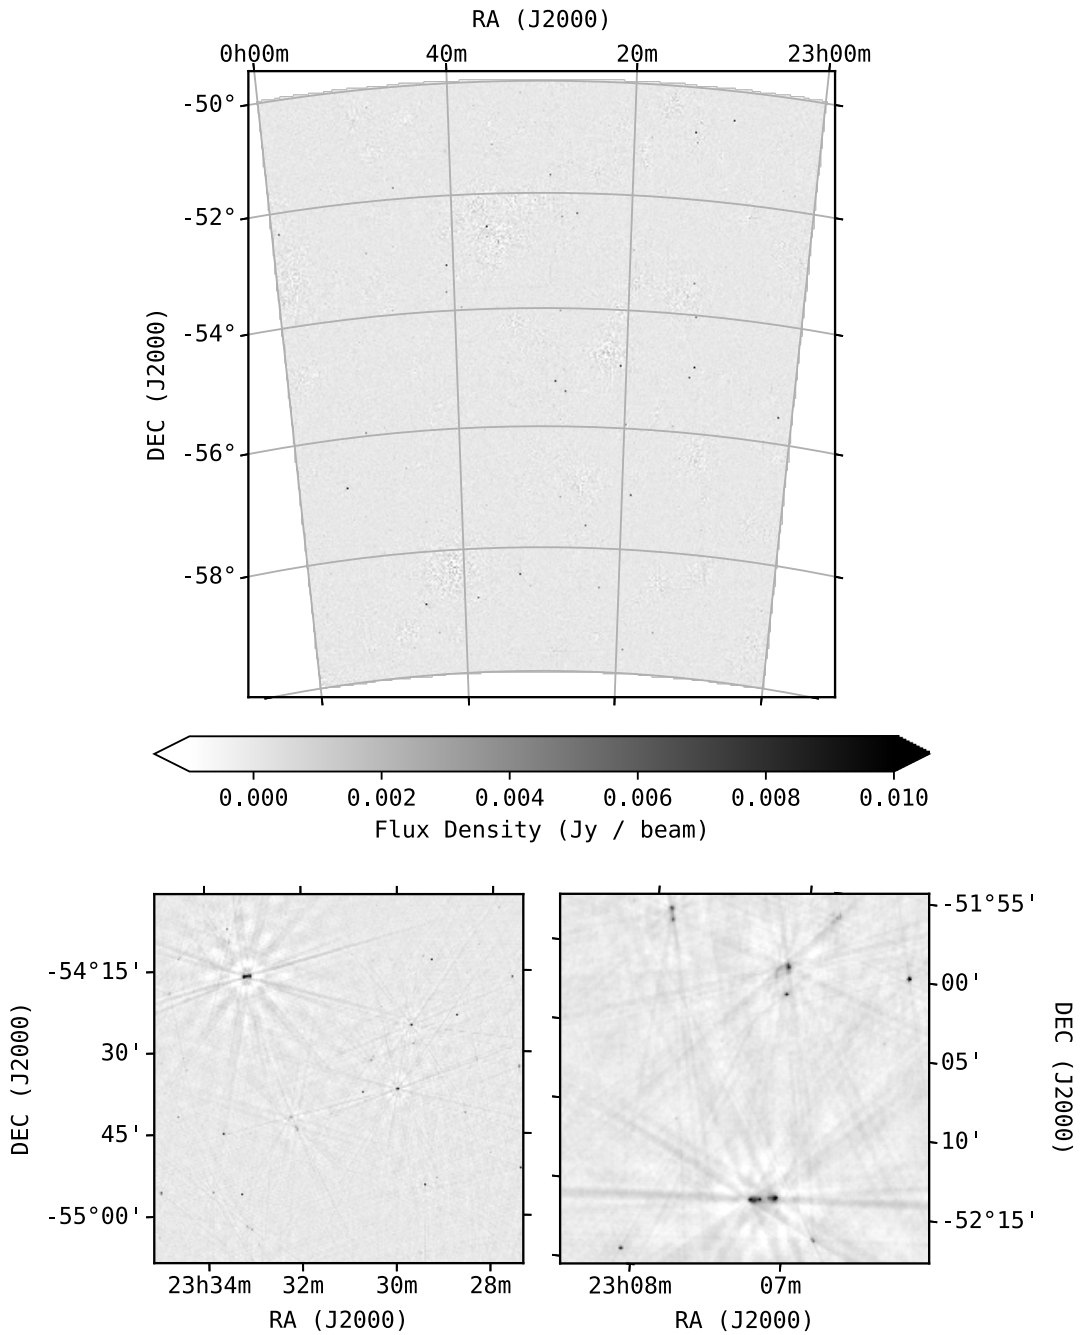 RA (J2000)
0h00m 40m 20m 23h00m
-50°
-52°
-54°
-56°
-58°
DEC (J2000)
0.000 0.002 0.004 0.006 0.008 0.010
Flux Density (Jy / beam)
-54°15'
30'
45'
-55°00'
DEC (J2000)
23h34m 32m 30m 28m
RA (J2000)
-51°55'
00'
05'
10'
-52°15'
DEC (J2000)
23h08m 07m
RA (J2000)